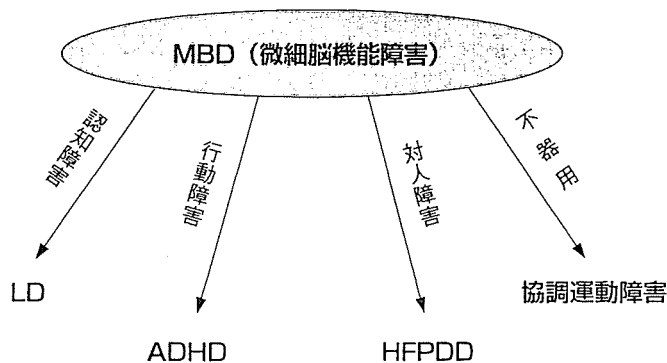 MBD（微細脳機能障害）
認知障害
行動障害
対人障害
不器用
LD
ADHD
HFPDD
協調運動障害